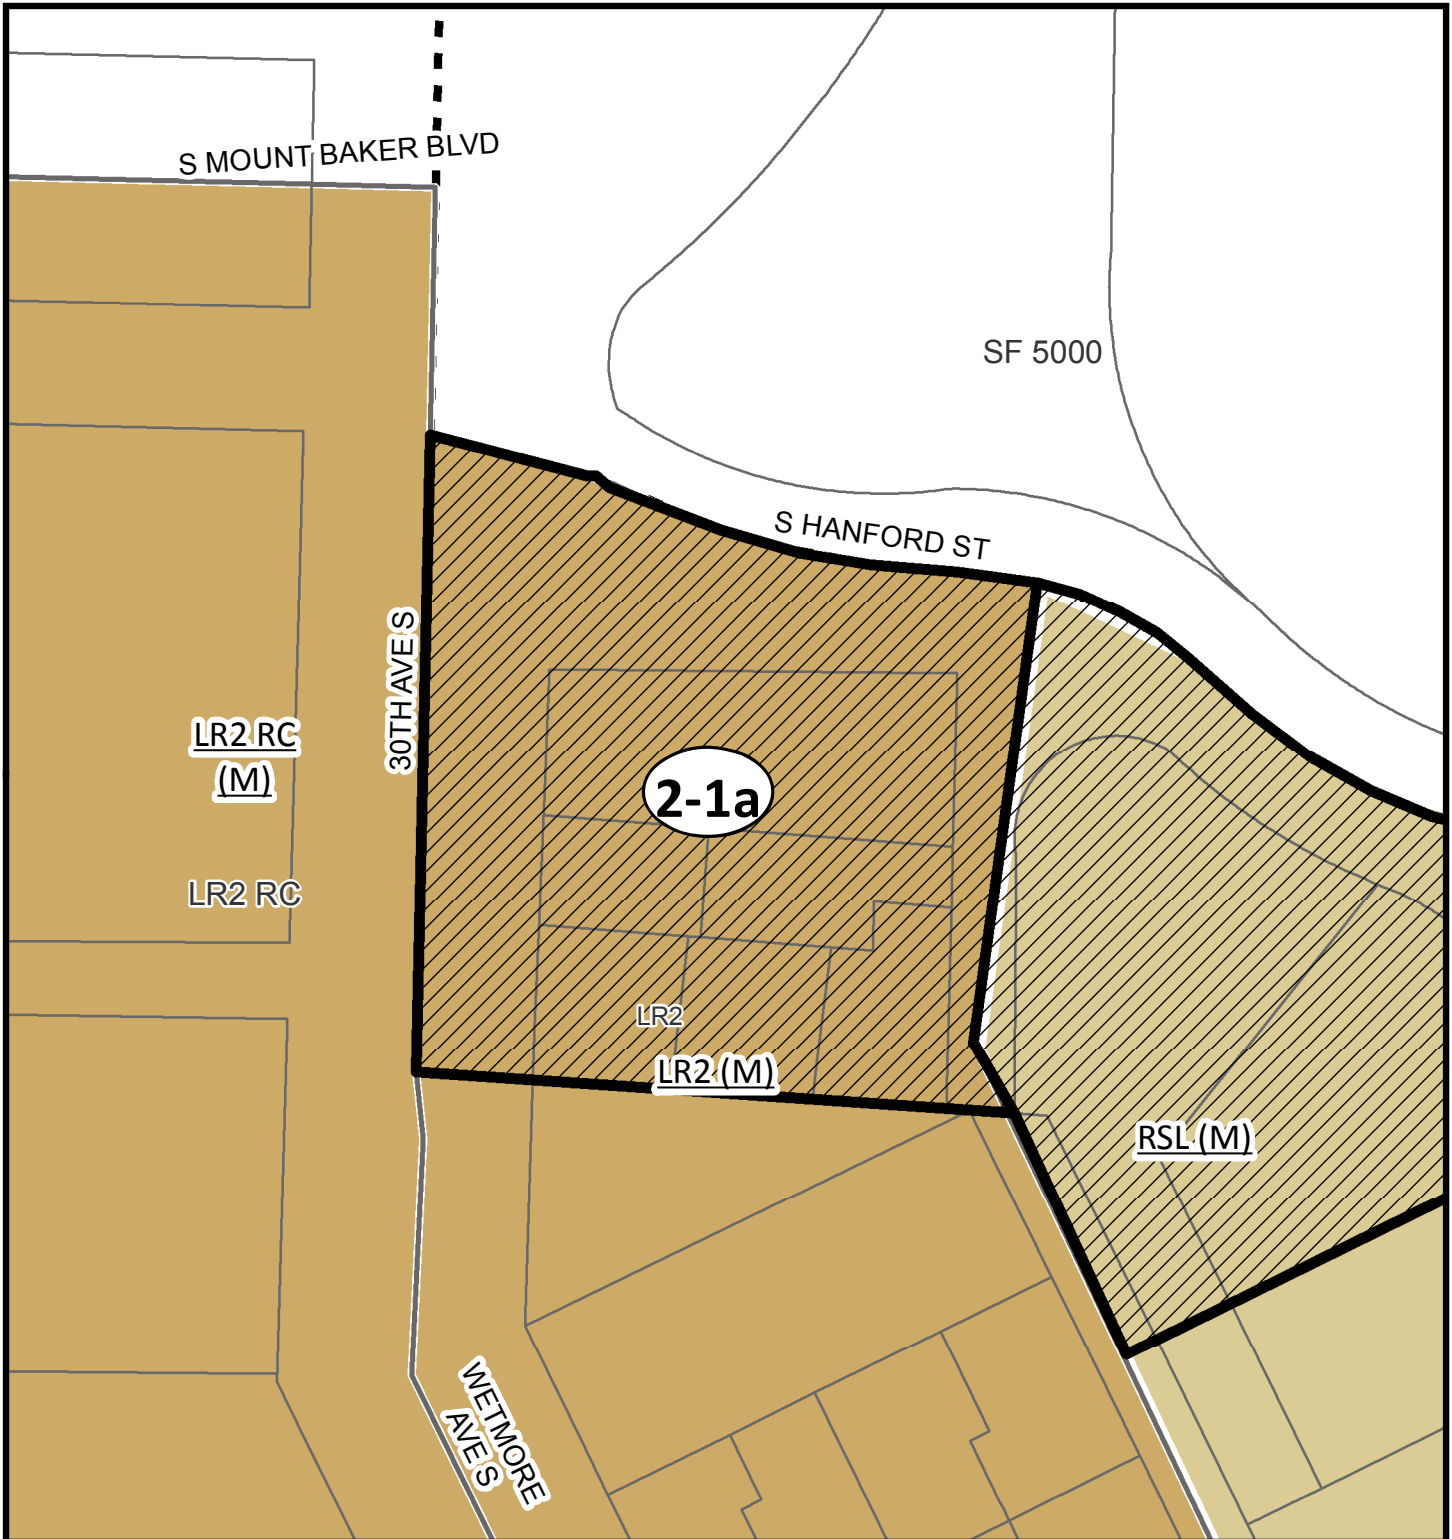 S MOUNT BAKER BLVD
SF 5000
S HANFORD ST
30TH AVE S
LR2 RC
(M)
2-1a
LR2 RC
LR2
LR2 (M)
RSL (M)
WETMORE
AVE S